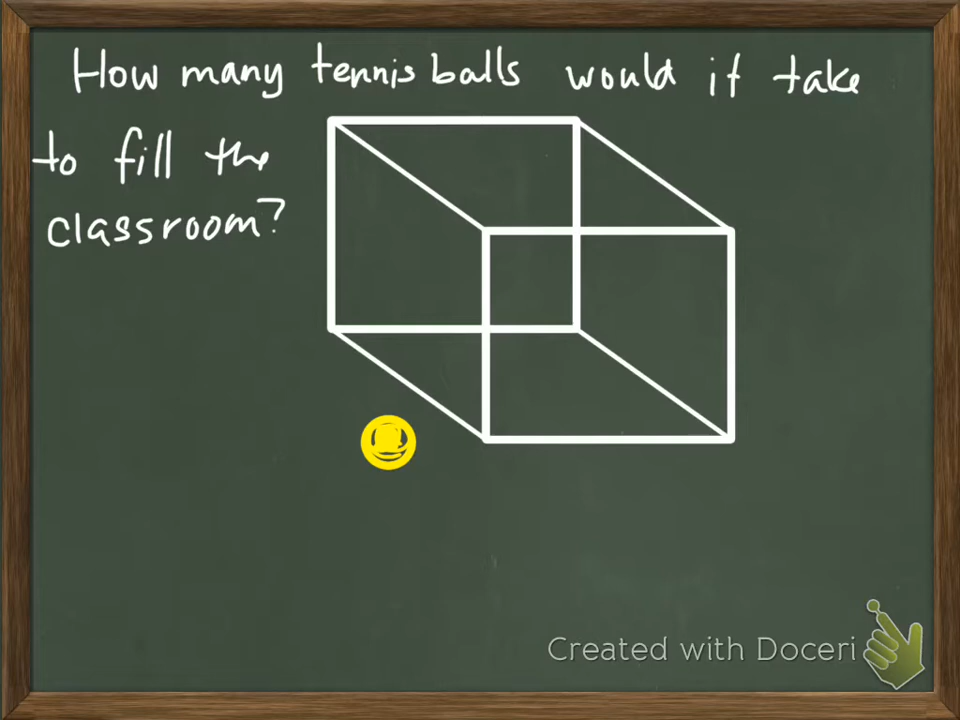 How many tennis balls would it take
to fill the
classroom?
Created with Doceri